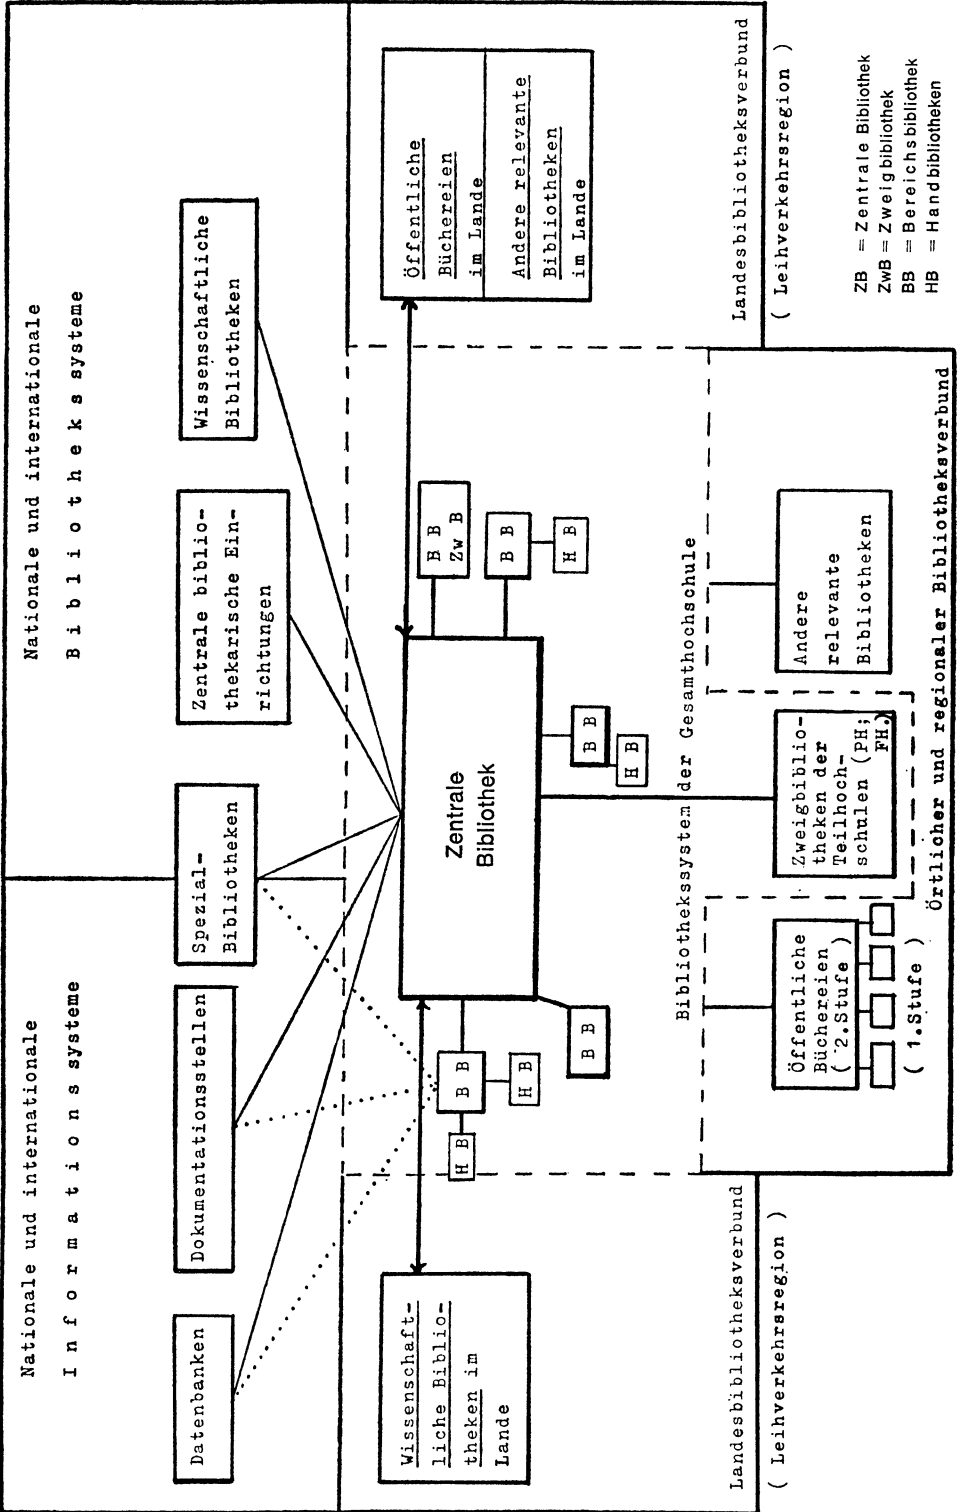 Nationale und internationale
Informationssysteme
Nationale und internationale
Bibliothekssysteme
Datenbanken
Dokumentationsstellen
Spezial-
Bibliotheken
Zentrale biblio-
thekarische Ein-
richtungen
Wissenschaftliche
Bibliotheken
Wissenschaft-
liche Biblio-
theken im
Lande
Zentrale
Bibliothek
H B
B B
H B
B B
B B
H B
B B
Zw B
B B
H B
Öffentliche
Büchereien
im Lande
Andere relevante
Bibliotheken
im Lande
Bibliothekssystem der Gesamthochschule
Landesbibliotheksverbund
( Leihverkehrsregion )
Landesbibliotheksverbund
( Leihverkehrsregion )
Öffentliche
Büchereien
( 2.Stufe )
( 1.Stufe )
Zweigbiblio-
theken der
Teilhoch-
schulen (PH;
FH.)
Andere
relevante
Bibliotheken
Örtlicher und regionaler Bibliotheksverbund
ZB = Zentrale Bibliothek
ZwB = Zweigbibliothek
BB = Bereichsbibliothek
HB = Handbibliotheken